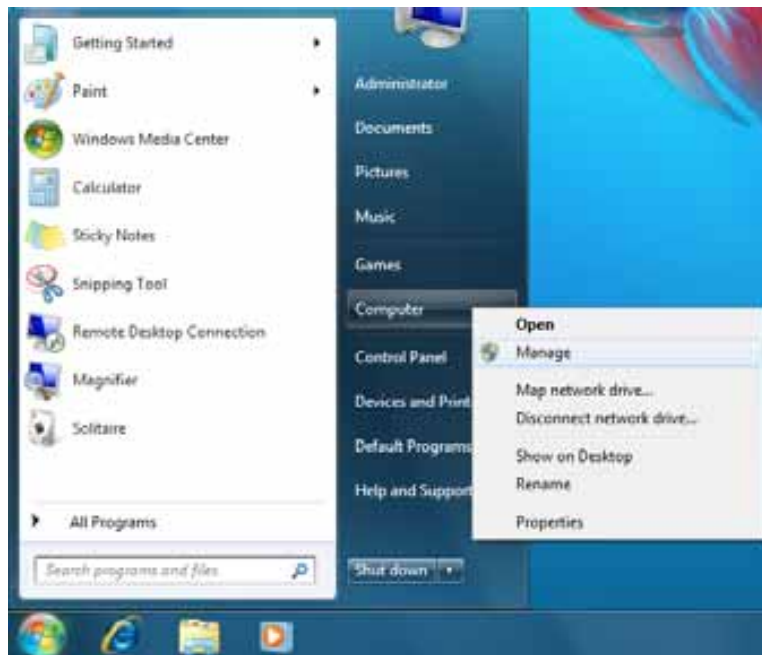 Getting Started
Paint
Windows Media Center
Calculator
Sticky Notes
Snipping Tool
Remote Desktop Connection
Magnifier
Solitaire
All Programs
Search programs and files
Administrator
Documents
Pictures
Music
Games
Computer
Control Panel
Devices and Print
Default Programs
Help and Support
Shut down
Open
Manage
Map network drive...
Disconnect network drive...
Show on Desktop
Rename
Properties